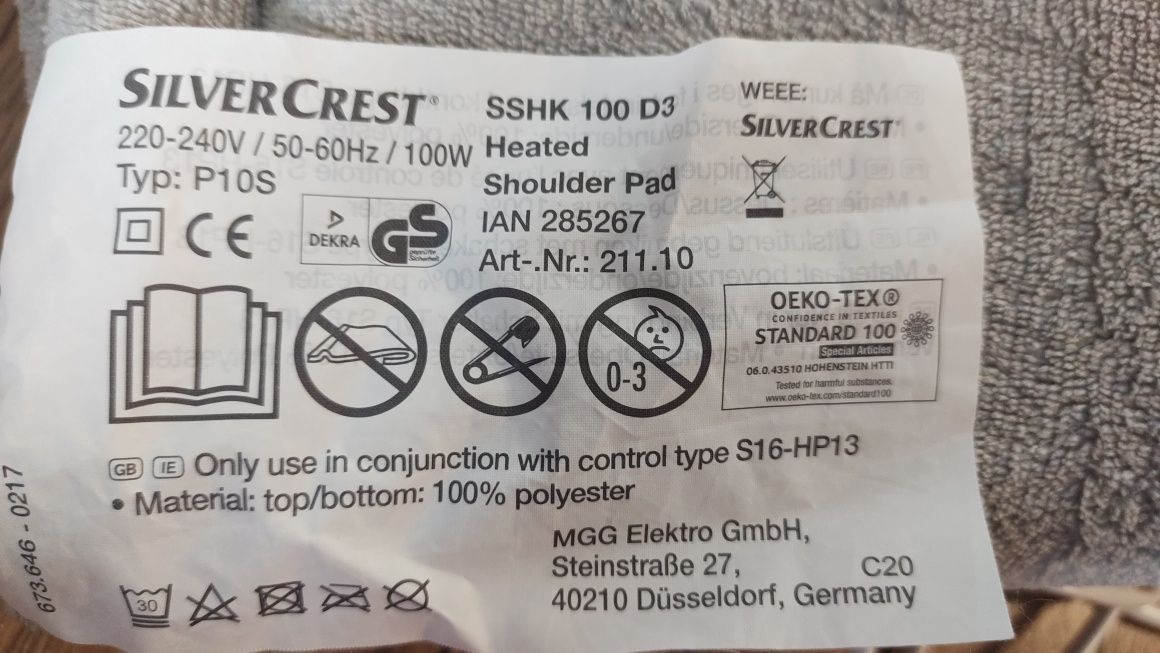 SILVERCREST®
220-240V / 50-60Hz / 100W
Typ: P10S
SSHK 100 D3
Heated
Shoulder Pad
IAN 285267
Art-.Nr.: 211.10
WEEE:
SILVERCREST®
CE
DEKRA
GS
geprüfte
Sicherheit
0-3
OEKO-TEX®
CONFIDENCE IN TEXTILES
STANDARD 100
Special Articles
06.0.43510 HOHENSTEIN HTTI
Tested for harmful substances.
www.oeko-tex.com/standard100
GB IE Only use in conjunction with control type S16-HP13
• Material: top/bottom: 100% polyester
MGG Elektro GmbH,
Steinstraße 27,
C20
40210 Düsseldorf, Germany
30
673.646 - 0217